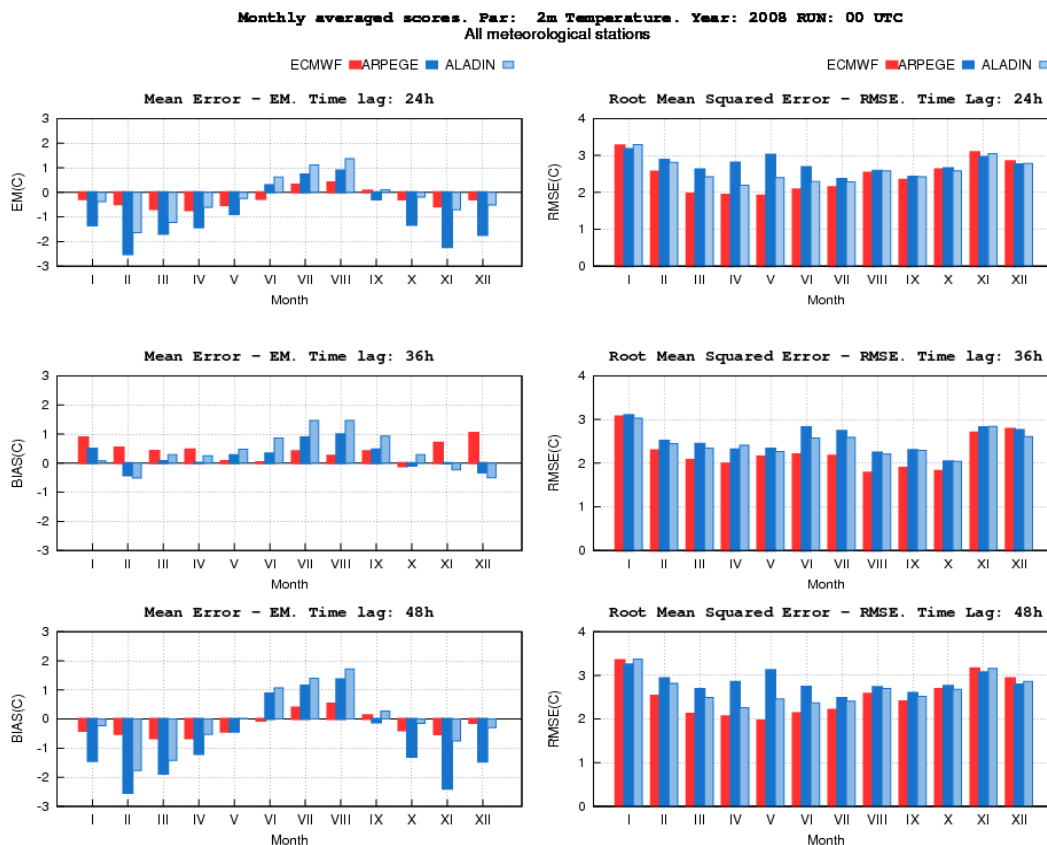 Monthly averaged scores. Par:  2m Temperature. Year: 2008 RUN: 00 UTC
All meteorological stations
ECMWF ARPEGE ALADIN
ECMWF ARPEGE ALADIN
Mean Error – EM. Time lag: 24h
3
2
1
0
-1
-2
-3
EM(C)
I II III IV V VI VII VIII IX X XI XII
Month
Root Mean Squared Error – RMSE. Time Lag: 24h
4
3
2
1
0
RMSE(C)
I II III IV V VI VII VIII IX X XI XII
Month
Mean Error – EM. Time lag: 36h
3
2
1
0
-1
-2
-3
BIAS(C)
I II III IV V VI VII VIII IX X XI XII
Month
Root Mean Squared Error – RMSE. Time lag: 36h
4
3
2
1
0
RMSE(C)
I II III IV V VI VII VIII IX X XI XII
Month
Mean Error – EM. Time lag: 48h
3
2
1
0
-1
-2
-3
BIAS(C)
I II III IV V VI VII VIII IX X XI XII
Month
Root Mean Squared Error – RMSE. Time Lag: 48h
4
3
2
1
0
RMSE(C)
I II III IV V VI VII VIII IX X XI XII
Month